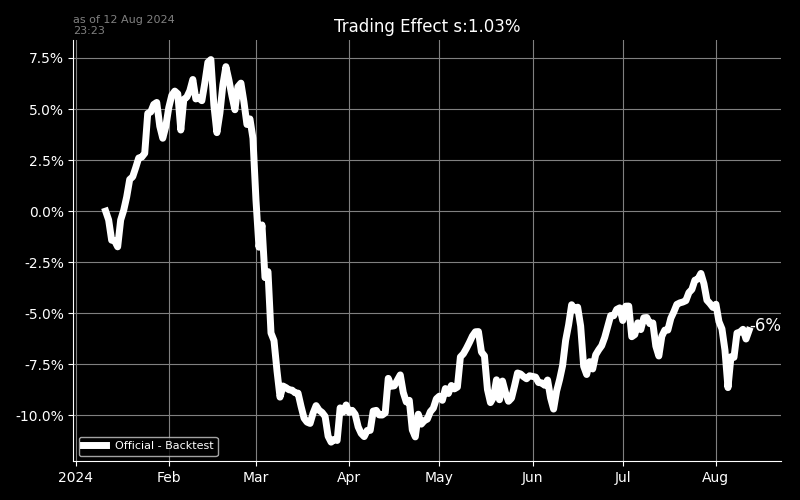 as of 12 Aug 2024
23:23
Trading Effect s:1.03%
7.5%
5.0%
2.5%
0.0%
-2.5%
-5.0%
-7.5%
-10.0%
-6%
Official - Backtest
2024
Feb
Mar
Apr
May
Jun
Jul
Aug